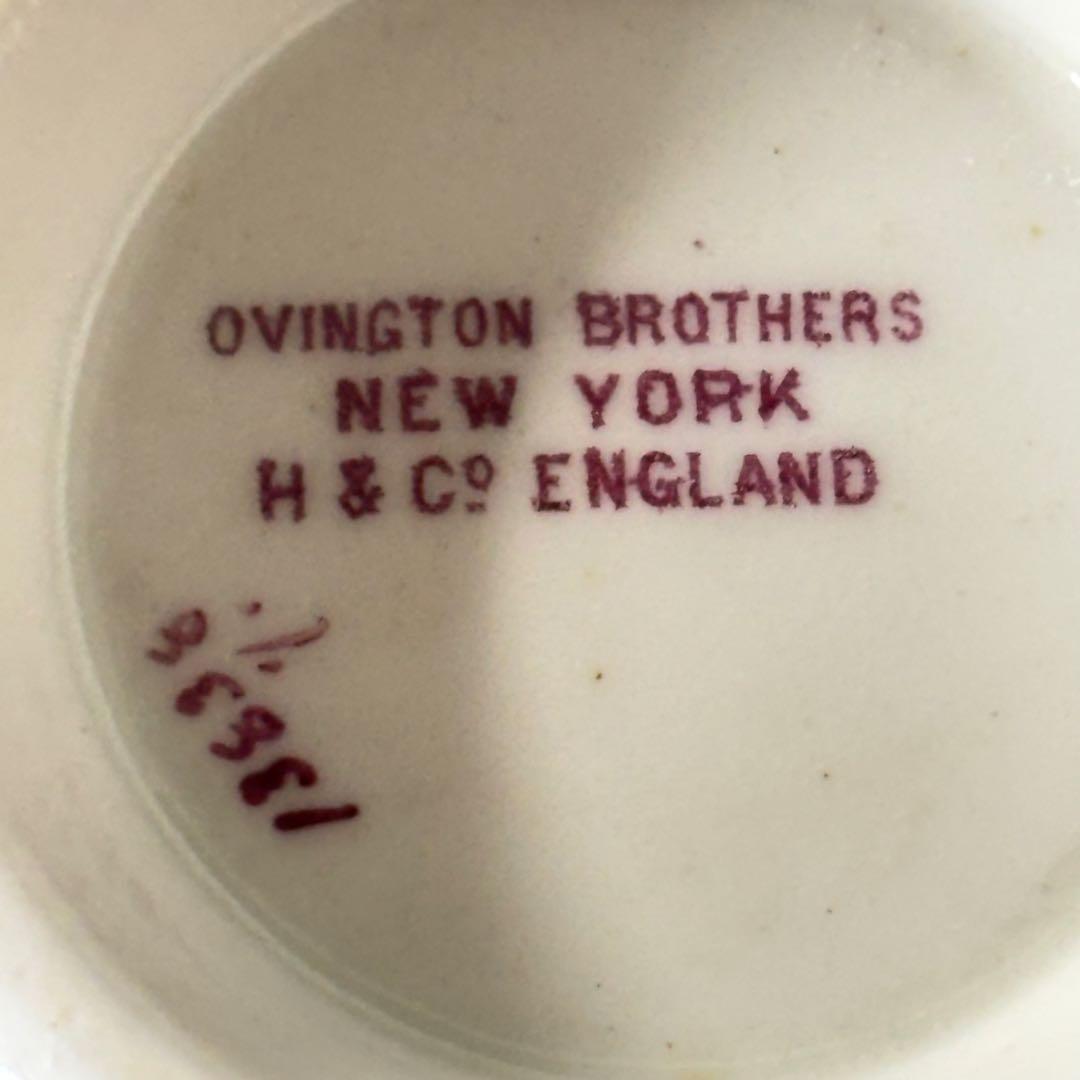 OVINGTON BROTHERS
NEW YORK
H & Cº ENGLAND